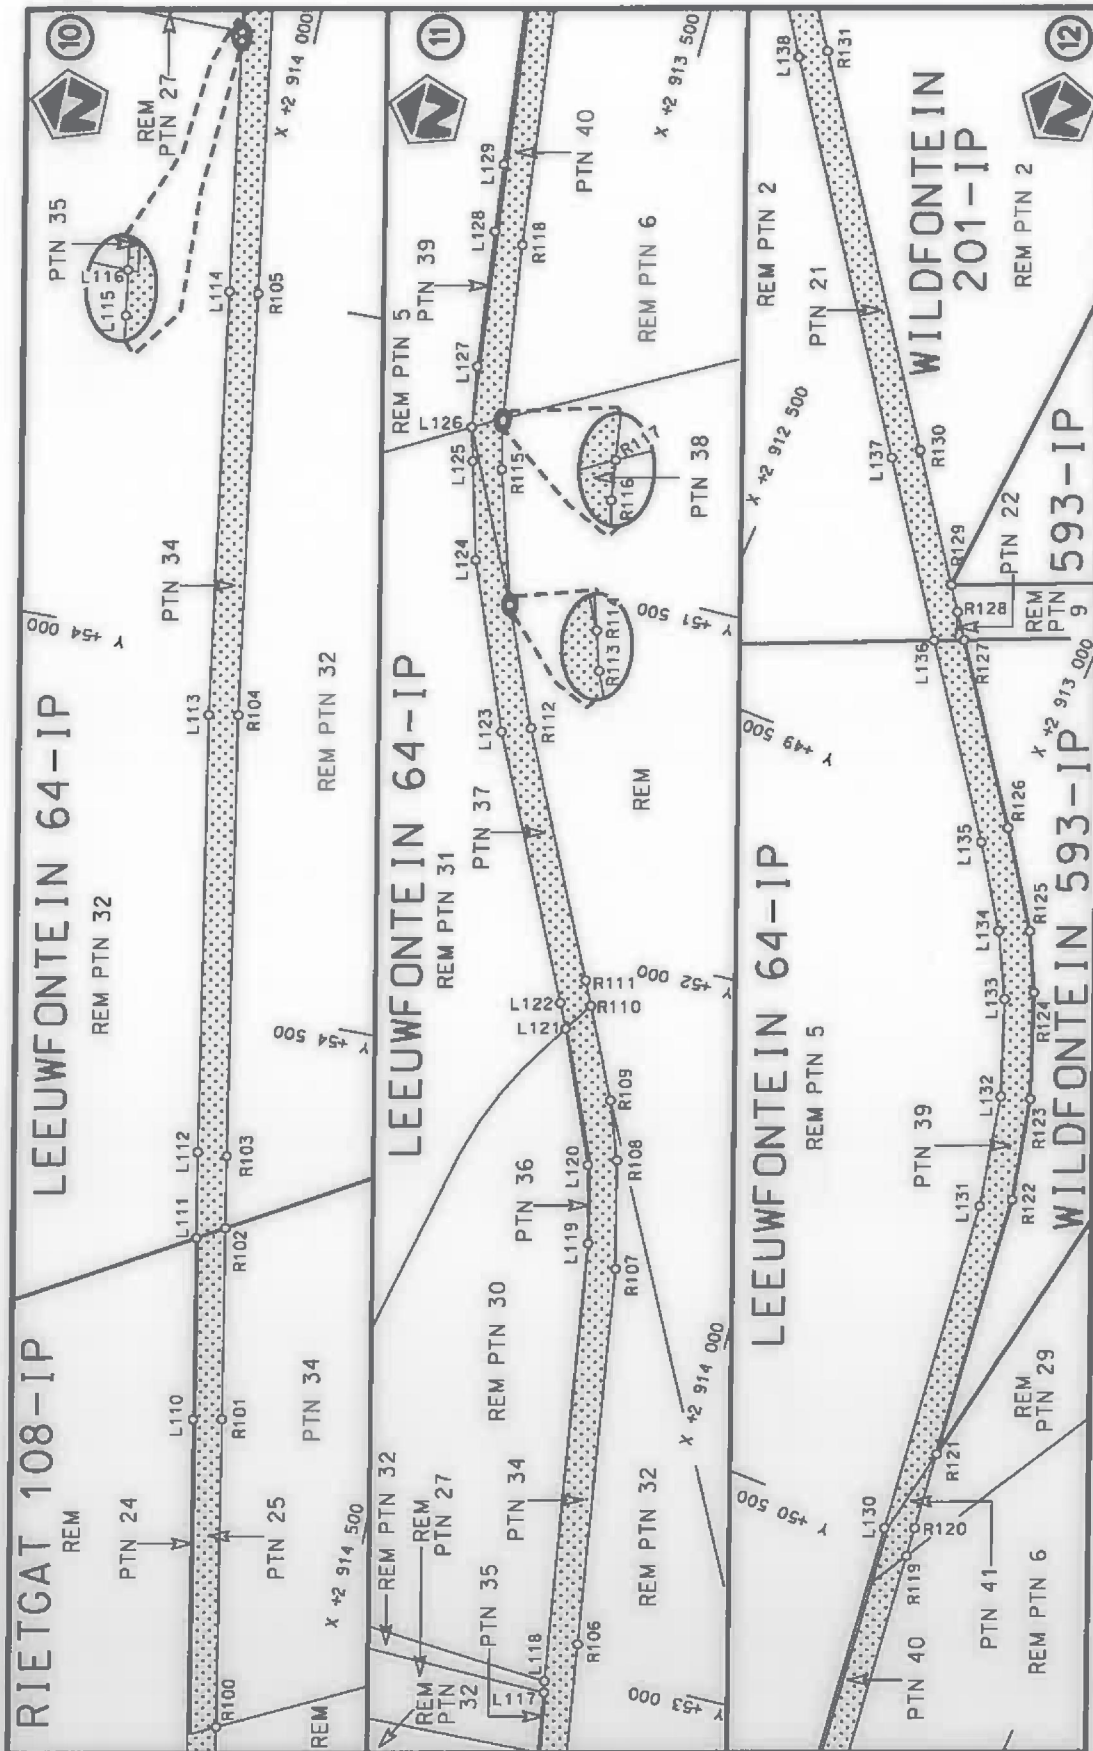 10
N
RIETGAT 108-IP
LEEUWFONTEIN 64-IP
REM
REM PTN 32
PTN 24
PTN 25
PTN 34
REM
X +2 914 500
PTN 34
REM PTN 32
PTN 35
REM
PTN 27
Y +54 500
Y +54 000
X +2 914 000
L110
L111
L112
L113
L114
L115
L116
R100
R101
R102
R103
R104
R105
11
N
LEEUWFONTEIN 64-IP
REM PTN 31
REM PTN 32
REM
PTN 27
REM
PTN 32
PTN 35
PTN 34
REM PTN 30
REM PTN 32
PTN 36
PTN 37
REM
REM PTN 5
PTN 39
PTN 38
REM PTN 6
PTN 40
Y +53 000
X +2 914 000
Y +52 000
Y +51 500
X +2 913 500
L117
L118
L119
L120
L121
L122
L123
L124
L125
L126
L127
L128
L129
R106
R107
R108
R109
R110
R111
R112
R113
R114
R115
R116
R117
R118
12
N
LEEUWFONTEIN 64-IP
REM PTN 5
PTN 40
PTN 41
REM PTN 6
REM
PTN 29
PTN 39
WILDFONTEIN 593-IP
593-IP
REM
PTN 9
PTN 22
PTN 21
REM PTN 2
WILDFONTEIN
201-IP
REM PTN 2
Y +50 500
Y +49 500
X +2 913 000
X +2 912 500
L130
L131
L132
L133
L134
L135
L136
L137
L138
R119
R120
R121
R122
R123
R124
R125
R126
R127
R128
R129
R130
R131